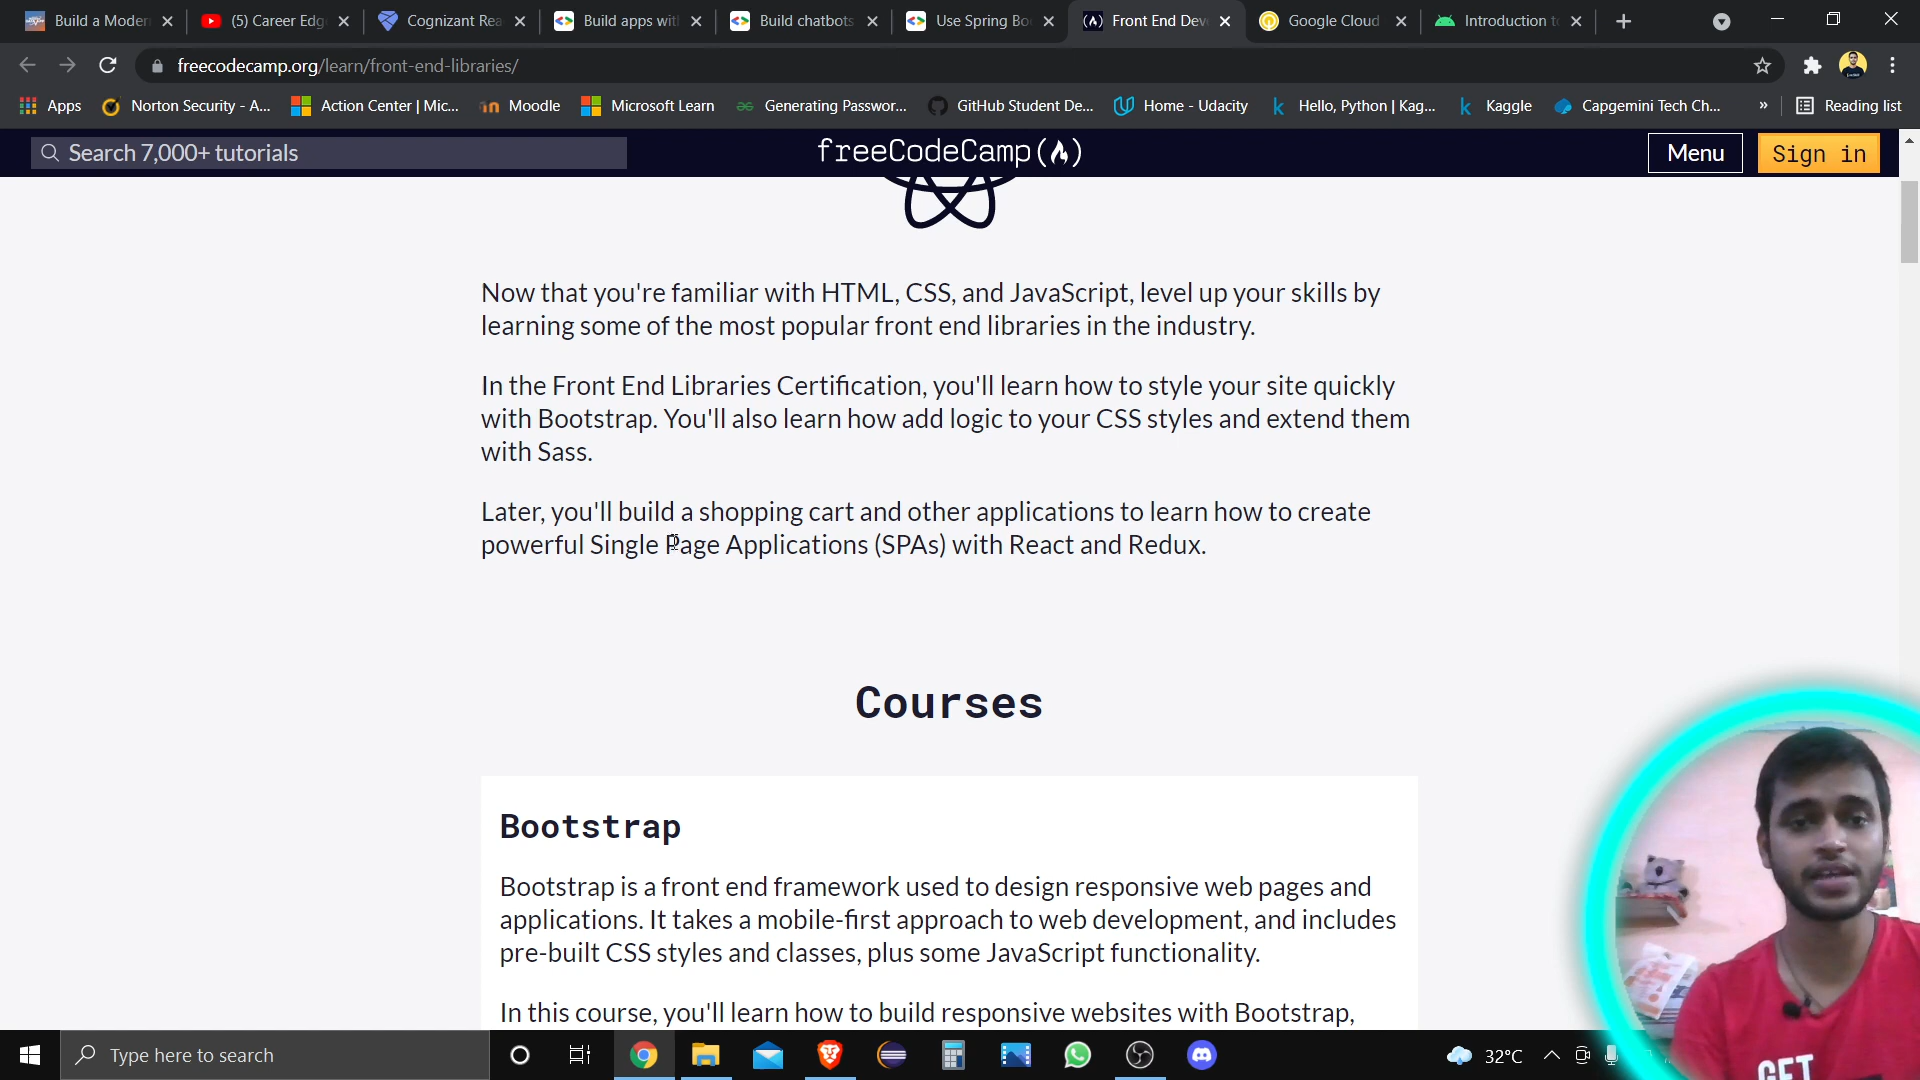 Build a Moder
(5) Career Edg
Cognizant Rea
Build apps wit
Build chatbots
Use Spring Bo
Front End Dev
Google Cloud
Introduction to
freecodecamp.org/learn/front-end-libraries/
Apps
Norton Security - A...
Action Center | Mic...
Moodle
Microsoft Learn
Generating Passwor...
GitHub Student De...
Home - Udacity
Hello, Python | Kag...
Kaggle
Capgemini Tech Ch...
»
Reading list
Search 7,000+ tutorials
freeCodeCamp
Menu
Sign in
Now that you're familiar with HTML, CSS, and JavaScript, level up your skills by
learning some of the most popular front end libraries in the industry.
In the Front End Libraries Certification, you'll learn how to style your site quickly
with Bootstrap. You'll also learn how add logic to your CSS styles and extend them
with Sass.
Later, you'll build a shopping cart and other applications to learn how to create
powerful Single Page Applications (SPAs) with React and Redux.
Courses
Bootstrap
Bootstrap is a front end framework used to design responsive web pages and
applications. It takes a mobile-first approach to web development, and includes
pre-built CSS styles and classes, plus some JavaScript functionality.
In this course, you'll learn how to build responsive websites with Bootstrap,
GET
Type here to search
32°C